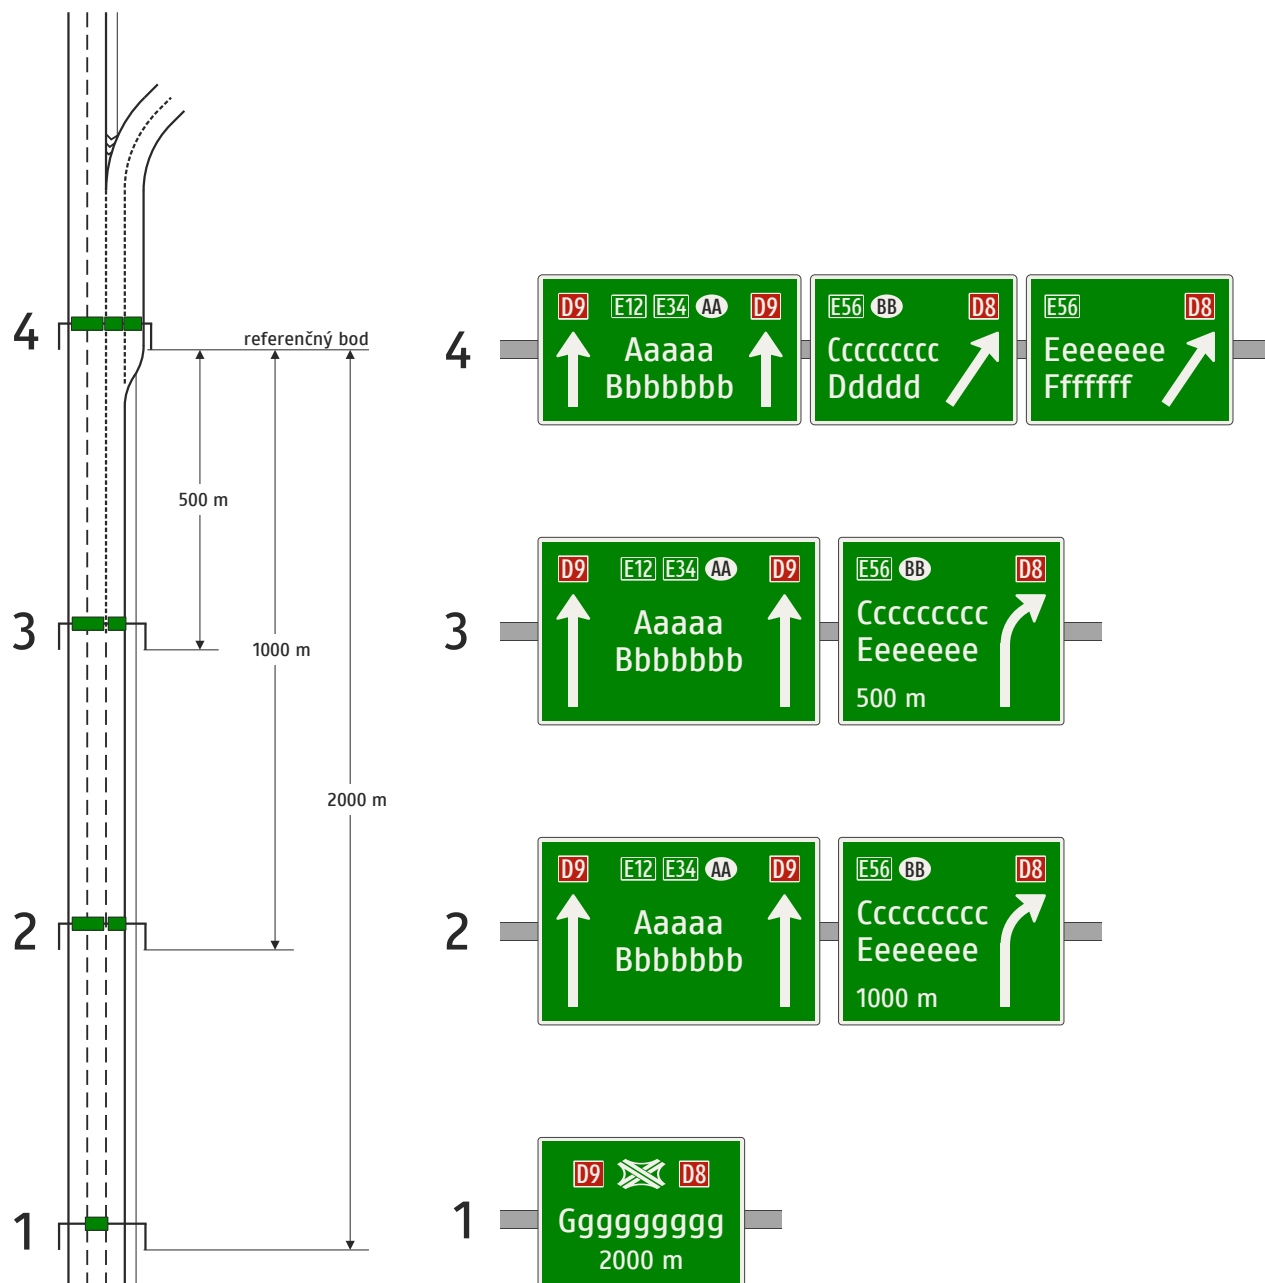 4
referenčný bod
500 m
1000 m
2000 m
3
2
1
4
D9 E12 E34 AA D9
Aaaaa
Bbbbbbb
E56 BB D8
Ccccccccc
Ddddd
E56 D8
Eeeeeee
Fffffff
3
D9 E12 E34 AA D9
Aaaaa
Bbbbbbb
E56 BB D8
Ccccccccc
Eeeeeee
500 m
2
D9 E12 E34 AA D9
Aaaaa
Bbbbbbb
E56 BB D8
Ccccccccc
Eeeeeee
1000 m
1
D9 D8
Ggggggggg
2000 m